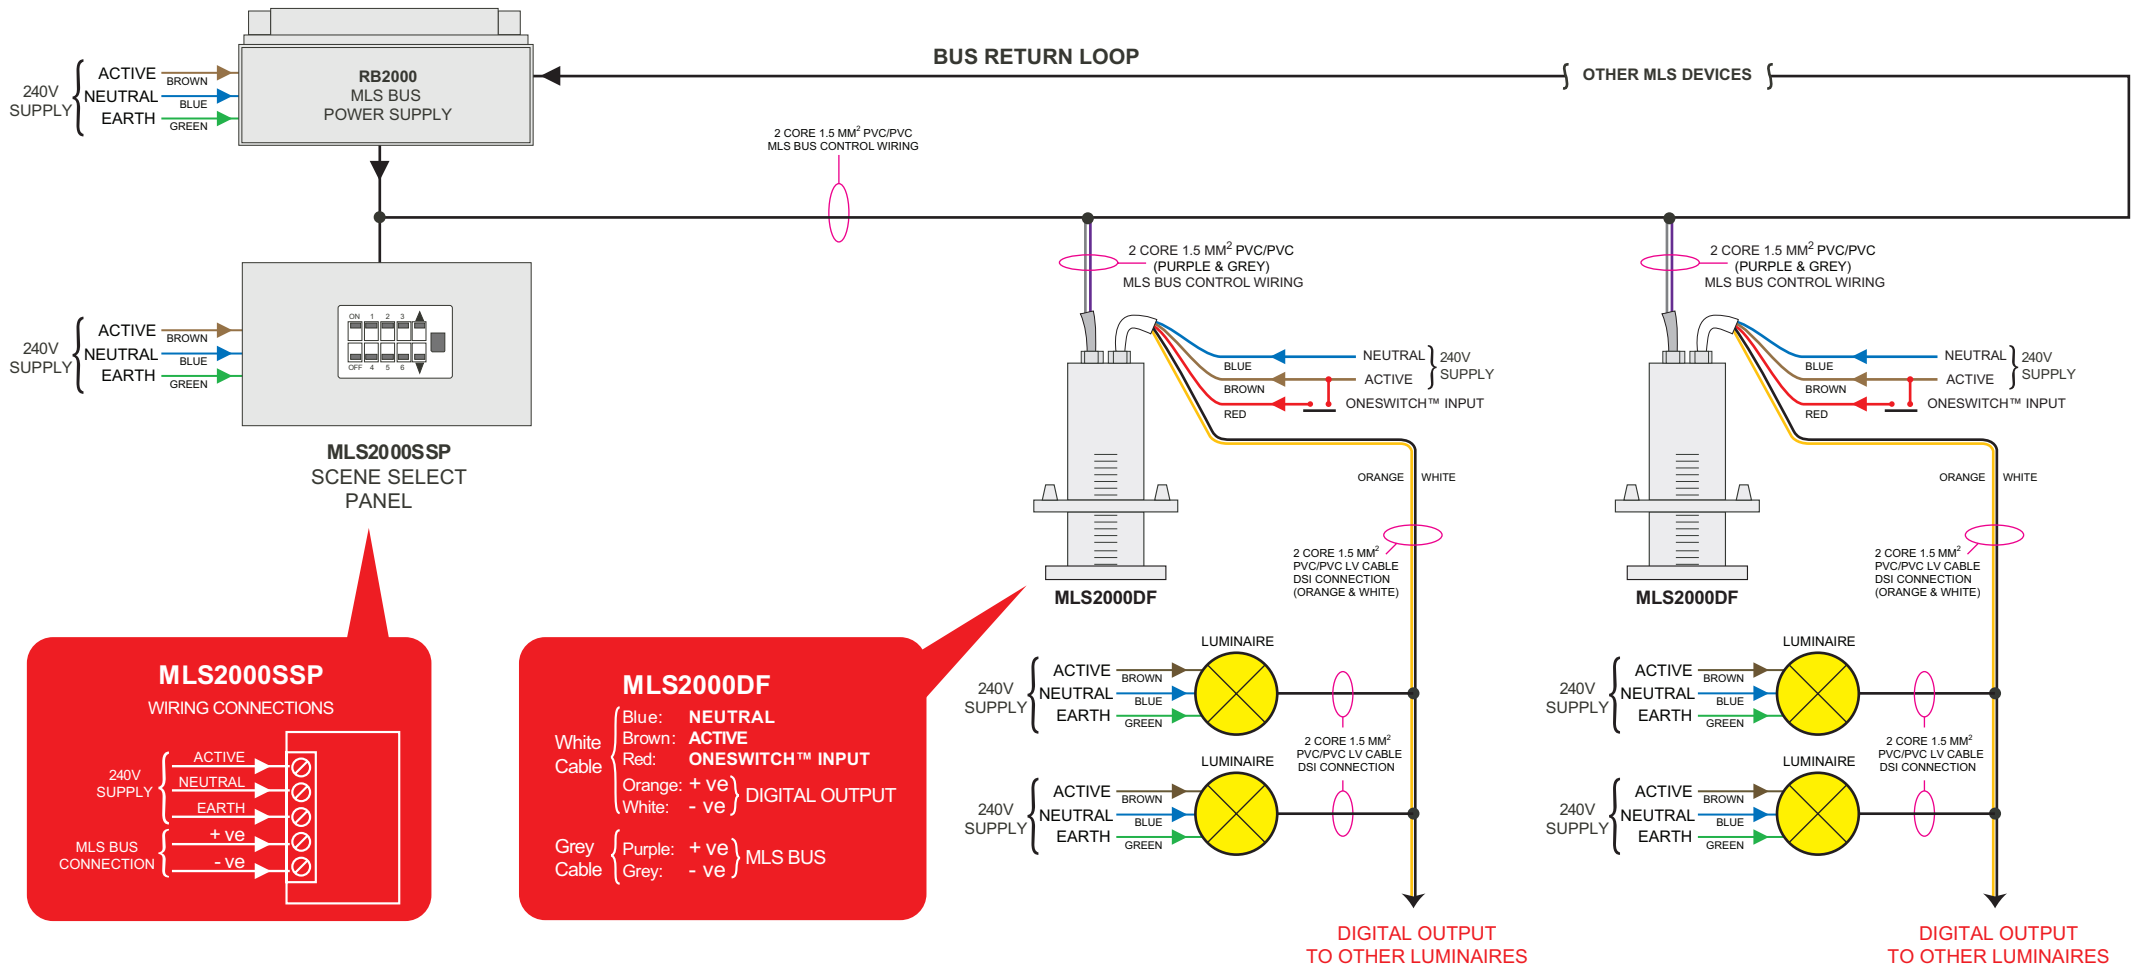 BUS RETURN LOOP
OTHER MLS DEVICES
240V
SUPPLY
ACTIVE
BROWN
NEUTRAL
BLUE
EARTH
GREEN
RB2000
MLS BUS
POWER SUPPLY
2 CORE 1.5 MM² PVC/PVC
MLS BUS CONTROL WIRING
240V
SUPPLY
ACTIVE
BROWN
NEUTRAL
BLUE
EARTH
GREEN
ON 1 2 3
OFF 4 5 6
MLS2000SSP
SCENE SELECT
PANEL
2 CORE 1.5 MM² PVC/PVC
(PURPLE & GREY)
MLS BUS CONTROL WIRING
BLUE
NEUTRAL
BROWN
ACTIVE
240V
SUPPLY
RED
ONESWITCH™ INPUT
ORANGE
WHITE
2 CORE 1.5 MM²
PVC/PVC LV CABLE
DSI CONNECTION
(ORANGE & WHITE)
MLS2000DF
2 CORE 1.5 MM² PVC/PVC
(PURPLE & GREY)
MLS BUS CONTROL WIRING
BLUE
NEUTRAL
BROWN
ACTIVE
240V
SUPPLY
RED
ONESWITCH™ INPUT
ORANGE
WHITE
2 CORE 1.5 MM²
PVC/PVC LV CABLE
DSI CONNECTION
(ORANGE & WHITE)
MLS2000DF
MLS2000SSP
WIRING CONNECTIONS
240V
SUPPLY
ACTIVE
NEUTRAL
EARTH
MLS BUS
CONNECTION
+ ve
- ve
MLS2000DF
White
Cable
Blue: NEUTRAL
Brown: ACTIVE
Red: ONESWITCH™ INPUT
Orange: + ve
White: - ve
DIGITAL OUTPUT
Grey
Cable
Purple: + ve
Grey: - ve
MLS BUS
LUMINAIRE
240V
SUPPLY
ACTIVE
BROWN
NEUTRAL
BLUE
EARTH
GREEN
2 CORE 1.5 MM²
PVC/PVC LV CABLE
DSI CONNECTION
LUMINAIRE
240V
SUPPLY
ACTIVE
BROWN
NEUTRAL
BLUE
EARTH
GREEN
DIGITAL OUTPUT
TO OTHER LUMINAIRES
LUMINAIRE
240V
SUPPLY
ACTIVE
BROWN
NEUTRAL
BLUE
EARTH
GREEN
2 CORE 1.5 MM²
PVC/PVC LV CABLE
DSI CONNECTION
LUMINAIRE
240V
SUPPLY
ACTIVE
BROWN
NEUTRAL
BLUE
EARTH
GREEN
DIGITAL OUTPUT
TO OTHER LUMINAIRES